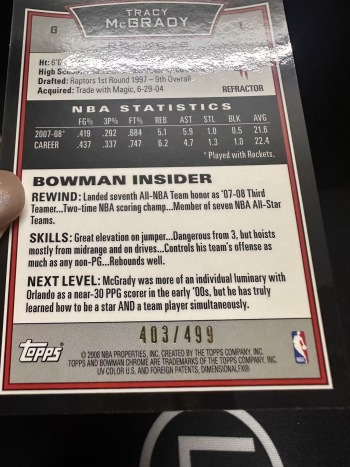 TRACY
McGRADY
G
Ht: 6'
High
Drafted: Raptors 1st Round 1997 – 9th Overall
Acquired: Trade with Magic, 6-29-04
REFRACTOR
NBA STATISTICS
FG% 3P% FT% REB AST STL BLK AVG
2007-08* .419 .292 .684 5.1 5.9 1.0 0.5 21.6
CAREER .437 .337 .747 6.2 4.7 1.3 1.0 22.4
* Played with Rockets.
BOWMAN INSIDER
REWIND: Landed seventh All-NBA Team honor as '07-08 Third
Teamer...Two-time NBA scoring champ...Member of seven NBA All-Star
Teams.
SKILLS: Great elevation on jumper...Dangerous from 3, but hoists
mostly from midrange and on drives...Controls his team's offense as
much as any non-PG...Rebounds well.
NEXT LEVEL: McGrady was more of an individual luminary with
Orlando as a near-30 PPG scorer in the early '00s, but he has truly
learned how to be a star AND a team player simultaneously.
403/499
Topps
© 2008 NBA PROPERTIES, INC. CREATED BY THE TOPPS COMPANY, INC.
TOPPS AND BOWMAN CHROME ARE TRADEMARKS OF THE TOPPS COMPANY, INC.
UV COLOR U.S. AND FOREIGN PATENTS, DIMENSIONALFX®